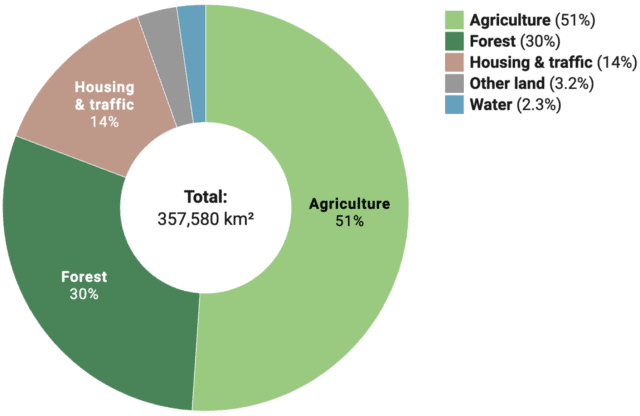 Agriculture (51%)
Forest (30%)
Housing & traffic (14%)
Other land (3.2%)
Water (2.3%)
Housing
& traffic
14%
Total:
357,580 km²
Agriculture
51%
Forest
30%